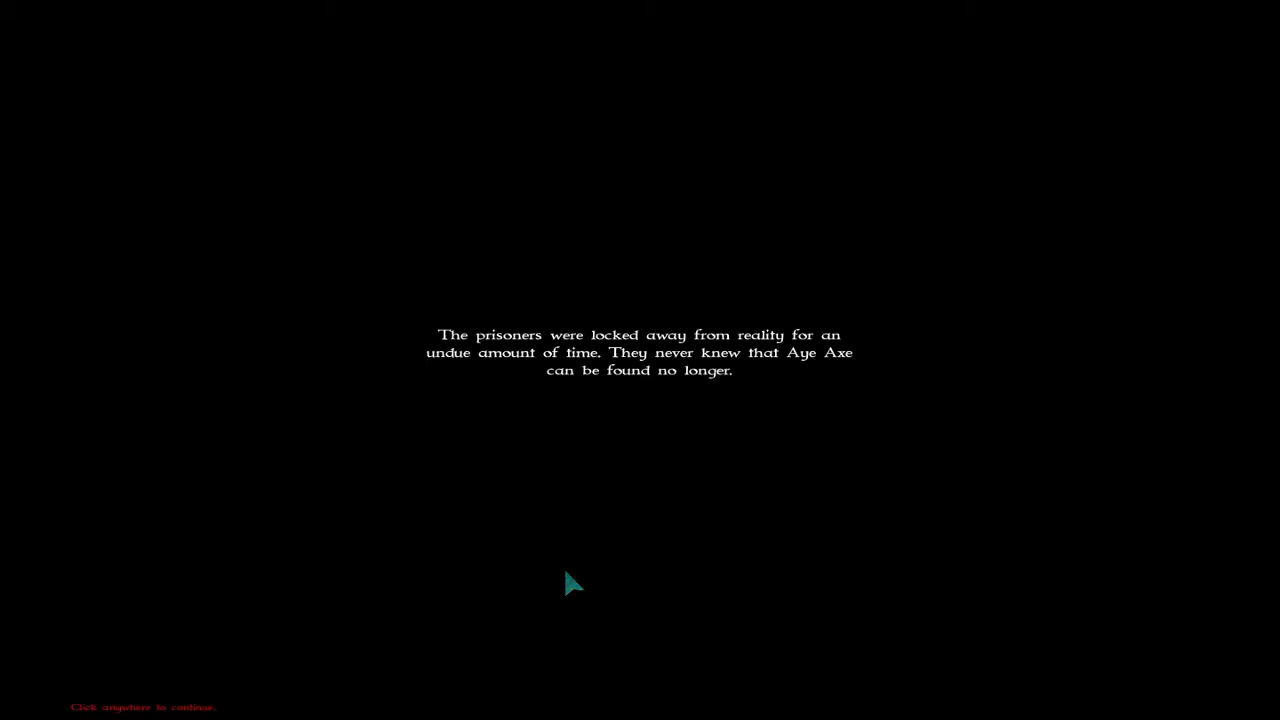 The prisoners were locked away from reality for an
undue amount of time. They never knew that Aye Axe
can be found no longer.
Click anywhere to continue.